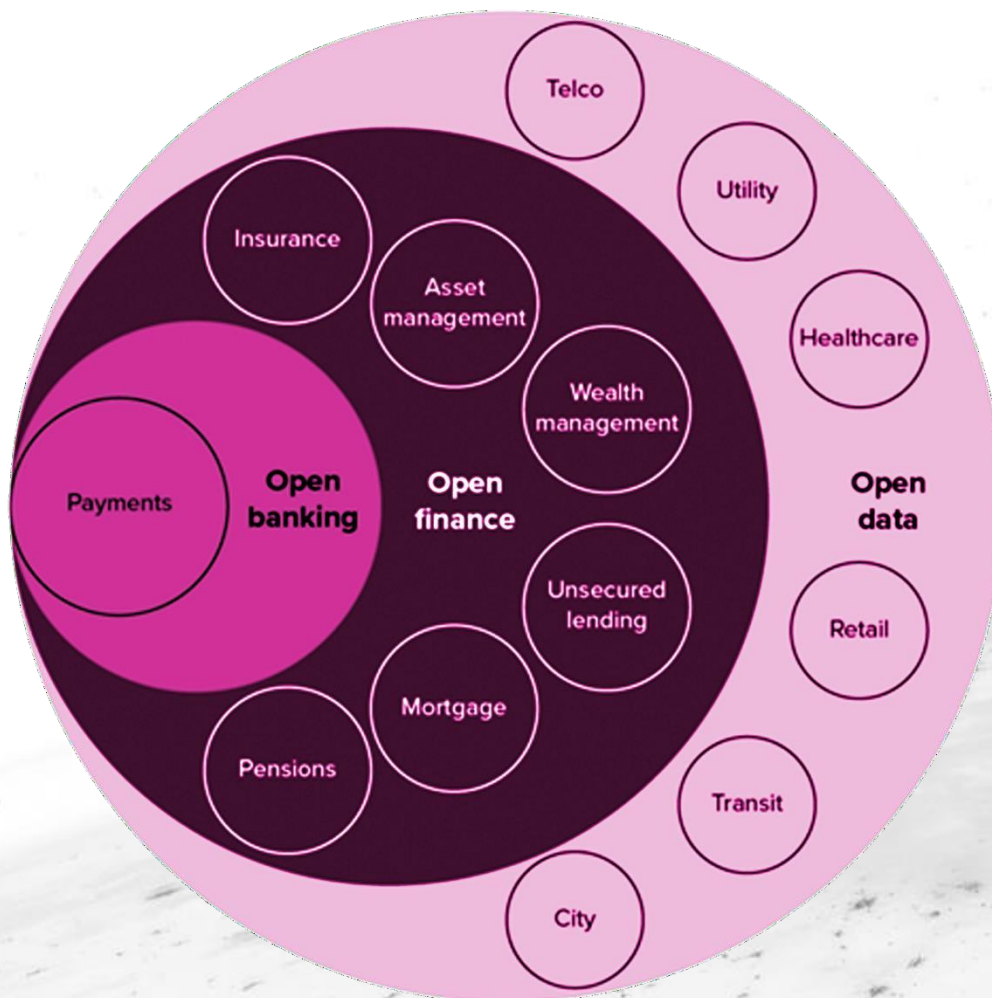 Telco
Utility
Insurance
Asset
management
Healthcare
Wealth
management
Payments
Open
banking
Open
finance
Open
data
Unsecured
lending
Retail
Mortgage
Pensions
Transit
City